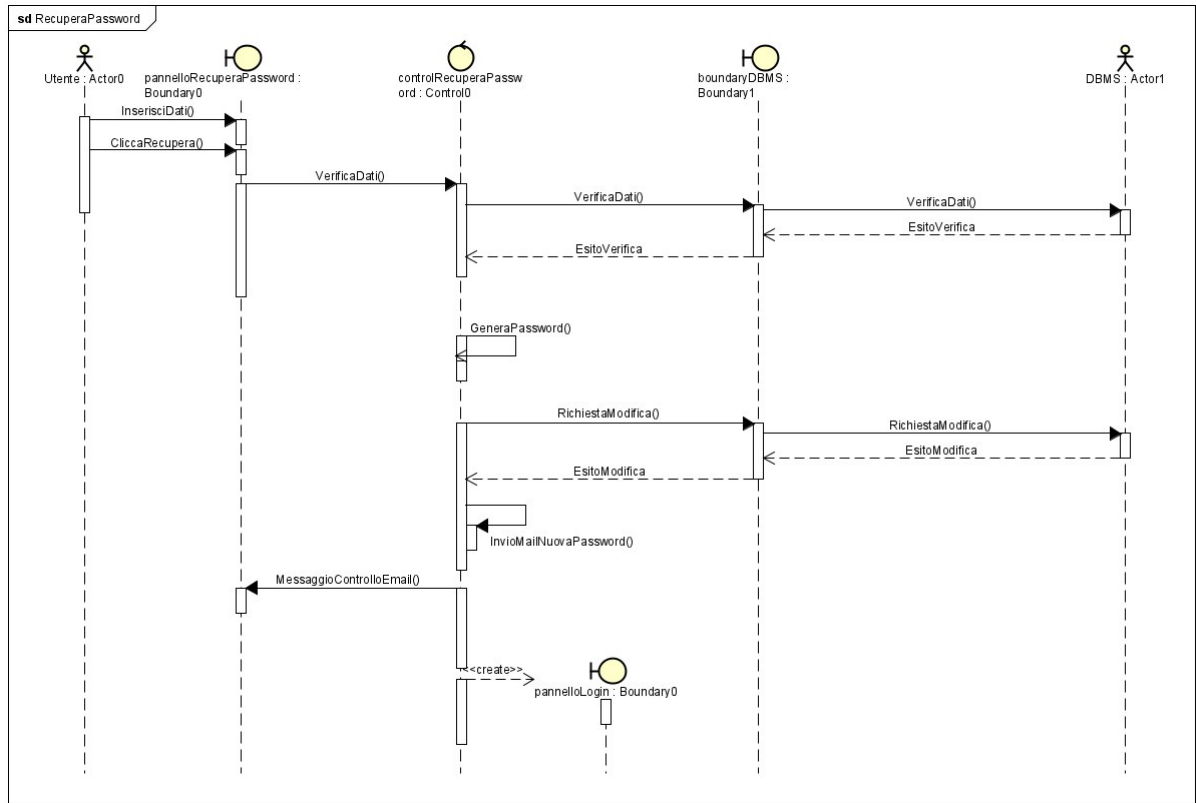 sd RecuperaPassword
Utente : Actor0
pannelloRecuperaPassword :
Boundary0
controlRecuperaPassw
ord : Control0
boundaryDBMS :
Boundary1
DBMS : Actor1
InserisciDati()
CliccaRecupera()
VerificaDati()
VerificaDati()
VerificaDati()
EsitoVerifica
EsitoVerifica
GeneraPassword()
RichiestaModifica()
RichiestaModifica()
EsitoModifica
EsitoModifica
InvioMailNuovaPassword()
MessaggioControlloEmail()
<<create>>
pannelloLogin : Boundary0